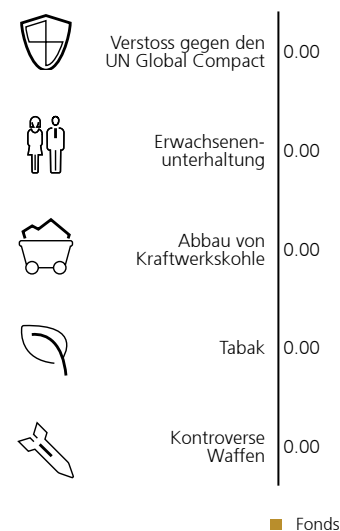 Verstoss gegen den
UN Global Compact 0.00
Erwachsenen-
unterhaltung 0.00
Abbau von
Kraftwerkskohle 0.00
Tabak 0.00
Kontroverse
Waffen 0.00
Fonds